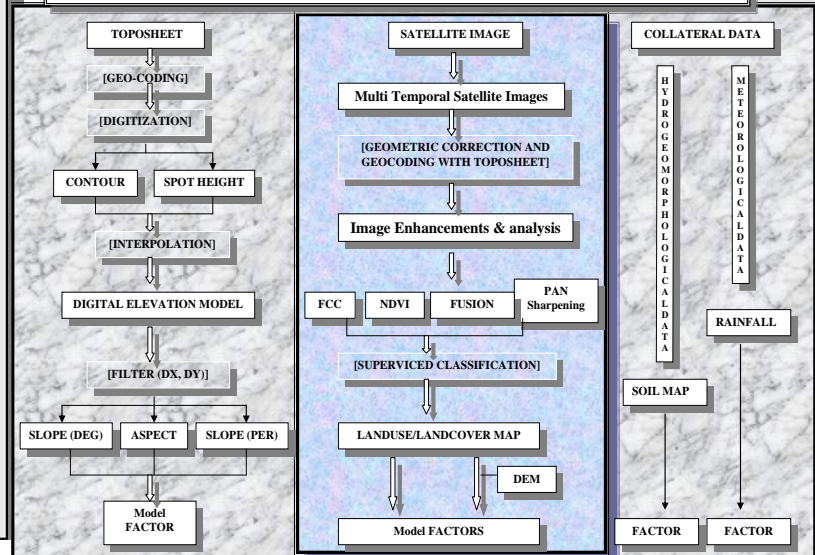 TOPOSHEET
[GEO-CODING]
[DIGITIZATION]
CONTOUR
SPOT HEIGHT
[INTERPOLATION]
DIGITAL ELEVATION MODEL
[FILTER (DX, DY)]
SLOPE (DEG)
ASPECT
SLOPE (PER)
Model
FACTOR
SATELLITE IMAGE
Multi Temporal Satellite Images
[GEOMETRIC CORRECTION AND
GEOCODING WITH TOPOSHEET]
Image Enhancements & analysis
FCC
NDVI
FUSION
PAN
Sharpening
[SUPERVICED CLASSIFICATION]
LANDUSE/LANDCOVER MAP
DEM
Model FACTORS
COLLATERAL DATA
HYDROGEOMORPHOLOGICALDATA
METEOROLOGICALDATA
RAINFALL
SOIL MAP
FACTOR
FACTOR